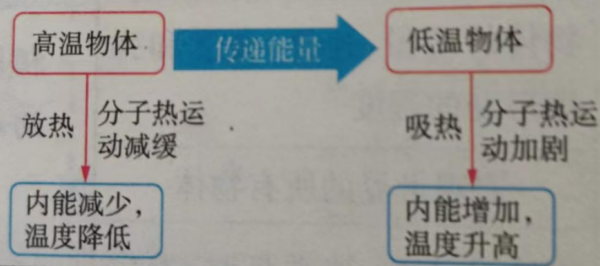 高温物体
传递能量
低温物体
放热
分子热运
动减缓
吸热
分子热运
动加剧
内能减少，
温度降低
内能增加，
温度升高